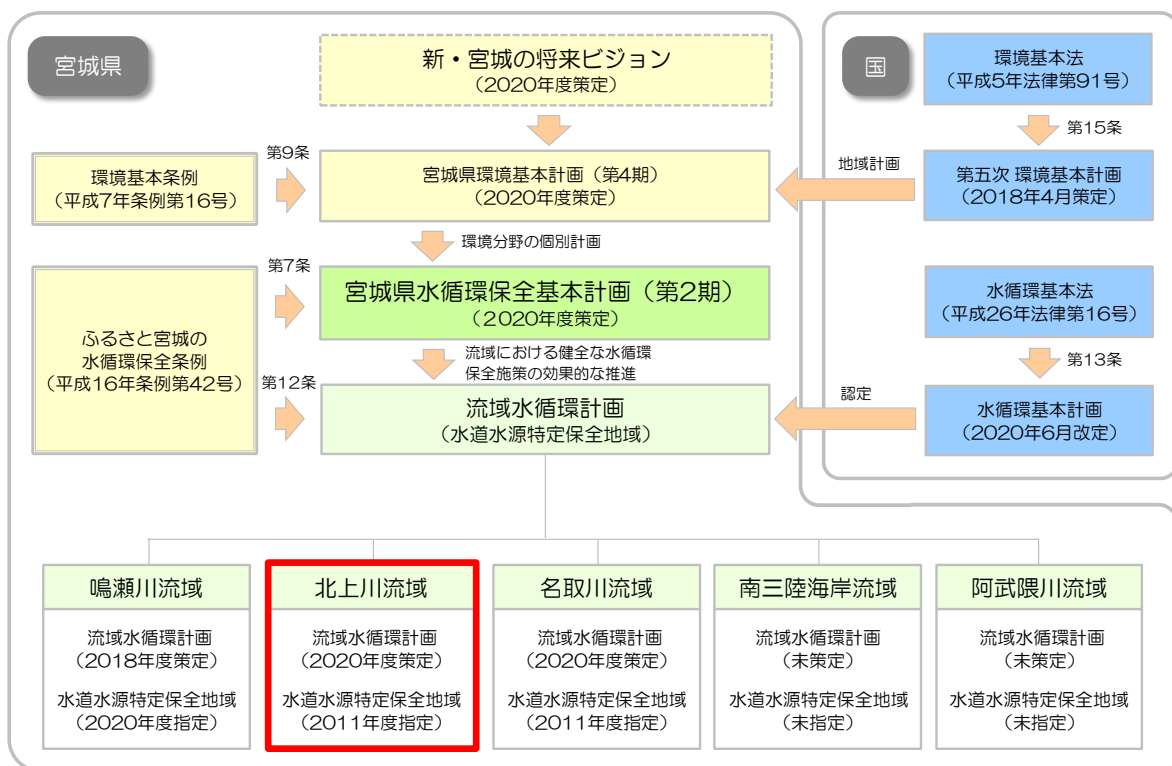 宮城県
新・宮城の将来ビジョン
(2020年度策定)
国
環境基本法
(平成5年法律第91号)
第15条
第9条
環境基本条例
(平成7年条例第16号)
宮城県環境基本計画（第4期）
(2020年度策定)
地域計画
第五次 環境基本計画
(2018年4月策定)
環境分野の個別計画
第7条
宮城県水循環保全基本計画（第2期）
(2020年度策定)
水循環基本法
(平成26年法律第16号)
ふるさと宮城の
水循環保全条例
(平成16年条例第42号)
流域における健全な水循環
保全施策の効果的な推進
第13条
第12条
流域水循環計画
(水道水源特定保全地域)
認定
水循環基本計画
(2020年6月改定)
鳴瀬川流域
流域水循環計画
(2018年度策定)
水道水源特定保全地域
(2020年度指定)
北上川流域
流域水循環計画
(2020年度策定)
水道水源特定保全地域
(2011年度指定)
名取川流域
流域水循環計画
(2020年度策定)
水道水源特定保全地域
(2011年度指定)
南三陸海岸流域
流域水循環計画
(未策定)
水道水源特定保全地域
(未指定)
阿武隈川流域
流域水循環計画
(未策定)
水道水源特定保全地域
(未指定)